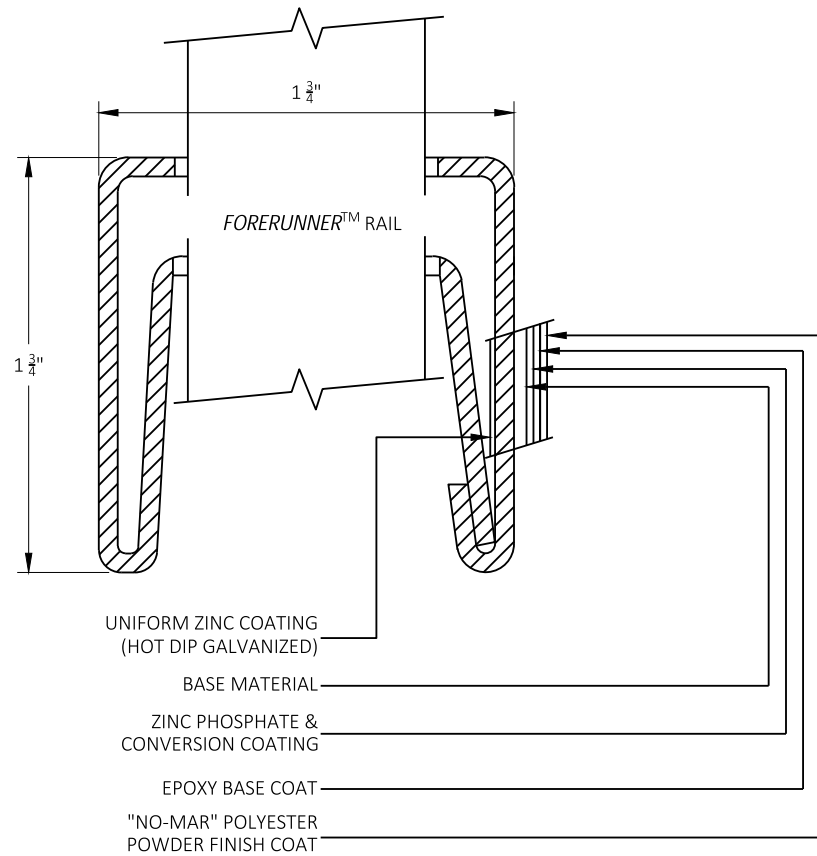 1 3/4"
FORERUNNER™ RAIL
1 3/4"
UNIFORM ZINC COATING
(HOT DIP GALVANIZED)
BASE MATERIAL
ZINC PHOSPHATE &
CONVERSION COATING
EPOXY BASE COAT
"NO-MAR" POLYESTER
POWDER FINISH COAT